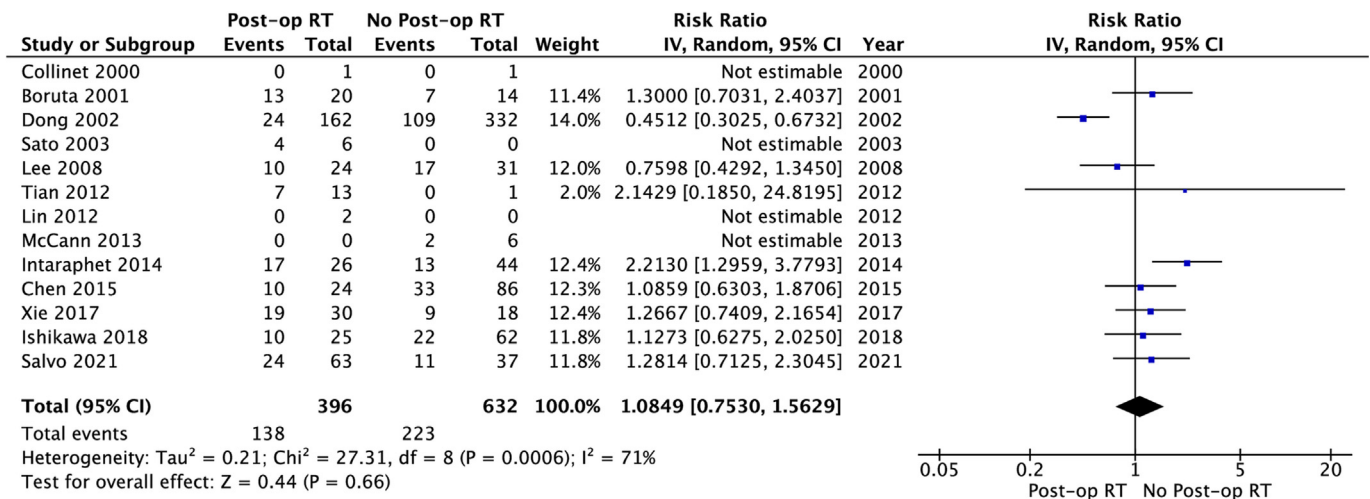 Post-op RT No Post-op RT Risk Ratio Risk Ratio
Study or Subgroup Events Total Events Total Weight IV, Random, 95% CI Year IV, Random, 95% CI
Collinet 2000 0 1 0 1 Not estimable 2000
Boruta 2001 13 20 7 14 11.4% 1.3000 [0.7031, 2.4037] 2001
Dong 2002 24 162 109 332 14.0% 0.4512 [0.3025, 0.6732] 2002
Sato 2003 4 6 0 0 Not estimable 2003
Lee 2008 10 24 17 31 12.0% 0.7598 [0.4292, 1.3450] 2008
Tian 2012 7 13 0 1 2.0% 2.1429 [0.1850, 24.8195] 2012
Lin 2012 0 2 0 0 Not estimable 2012
McCann 2013 0 0 2 6 Not estimable 2013
Intaraphet 2014 17 26 13 44 12.4% 2.2130 [1.2959, 3.7793] 2014
Chen 2015 10 24 33 86 12.3% 1.0859 [0.6303, 1.8706] 2015
Xie 2017 19 30 9 18 12.4% 1.2667 [0.7409, 2.1654] 2017
Ishikawa 2018 10 25 22 62 11.8% 1.1273 [0.6275, 2.0250] 2018
Salvo 2021 24 63 11 37 11.8% 1.2814 [0.7125, 2.3045] 2021
Total (95% CI) 396 632 100.0% 1.0849 [0.7530, 1.5629]
Total events 138 223
Heterogeneity: Tau² = 0.21; Chi² = 27.31, df = 8 (P = 0.0006); I² = 71%
Test for overall effect: Z = 0.44 (P = 0.66)
0.05 0.2 1 5 20
Post-op RT No Post-op RT